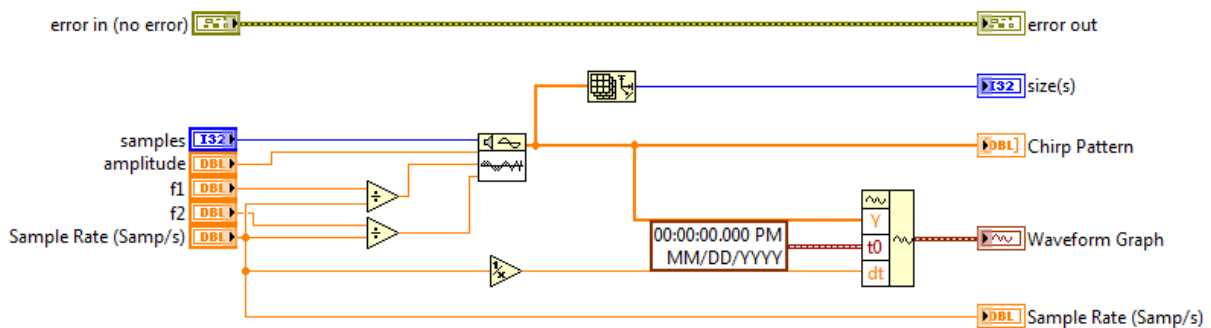 error in (no error)
error out
I32
size(s)
samples
I32
amplitude
DBL
DBL
Chirp Pattern
f1
DBL
f2
DBL
Y
Sample Rate (Samp/s)
DBL
00:00:00.000 PM
MM/DD/YYYY
t0
Waveform Graph
1/x
dt
DBL
Sample Rate (Samp/s)